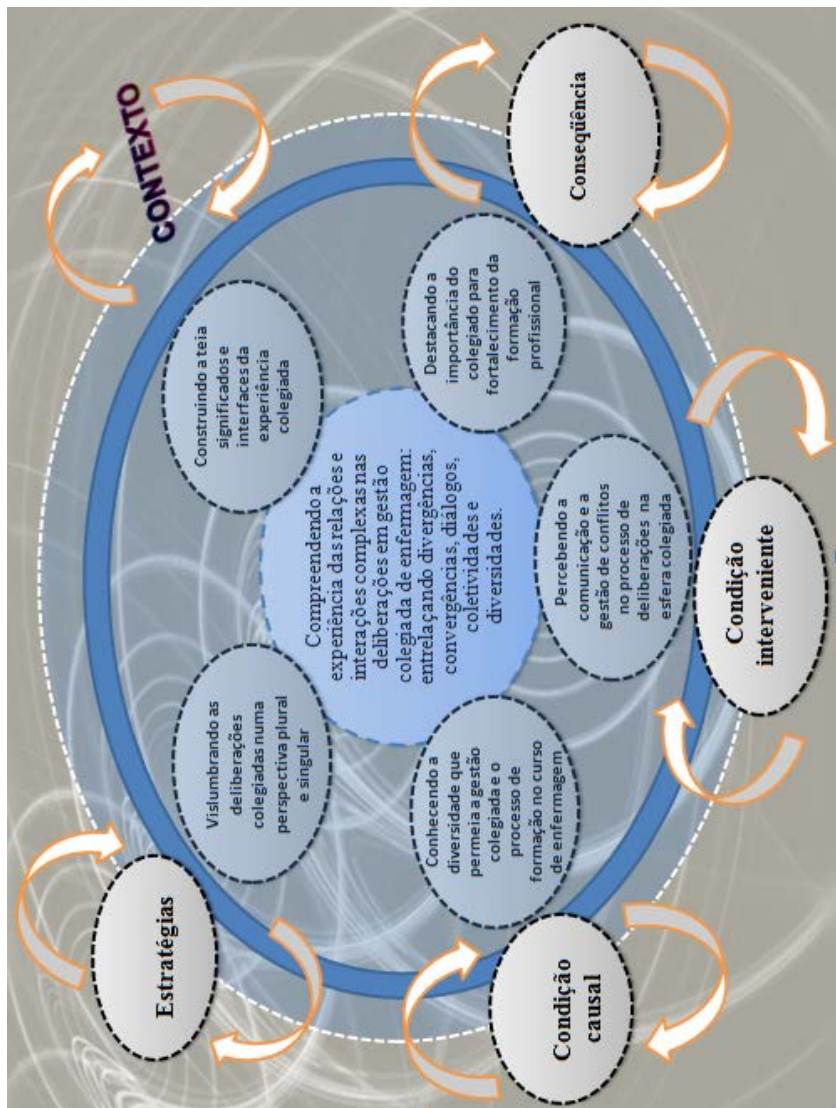 Estratégias
CONTEXTO
Vislumbrando as
deliberações
colegiadas numa
perspectiva plural
e singular
Construindo a teia
significados e
interfaces da
experiência
colegiada
Compreendendo a
experiência das relações e
interações complexas nas
deliberações em gestão
colegiada de enfermagem:
entrelaçando divergências,
convergências, diálogos,
coletividades e
diversidades.
Conhecendo a
diversidade que
permeia a gestão
colegiada e o
processo de
formação no curso
de enfermagem
Percebendo a
comunicação e a
gestão de conflitos
no processo de
deliberações na
esfera colegiada
Destacando a
importância do
colegiado para
fortalecimento da
formação
profissional
Condição
causal
Condição
interveniente
Conseqüência